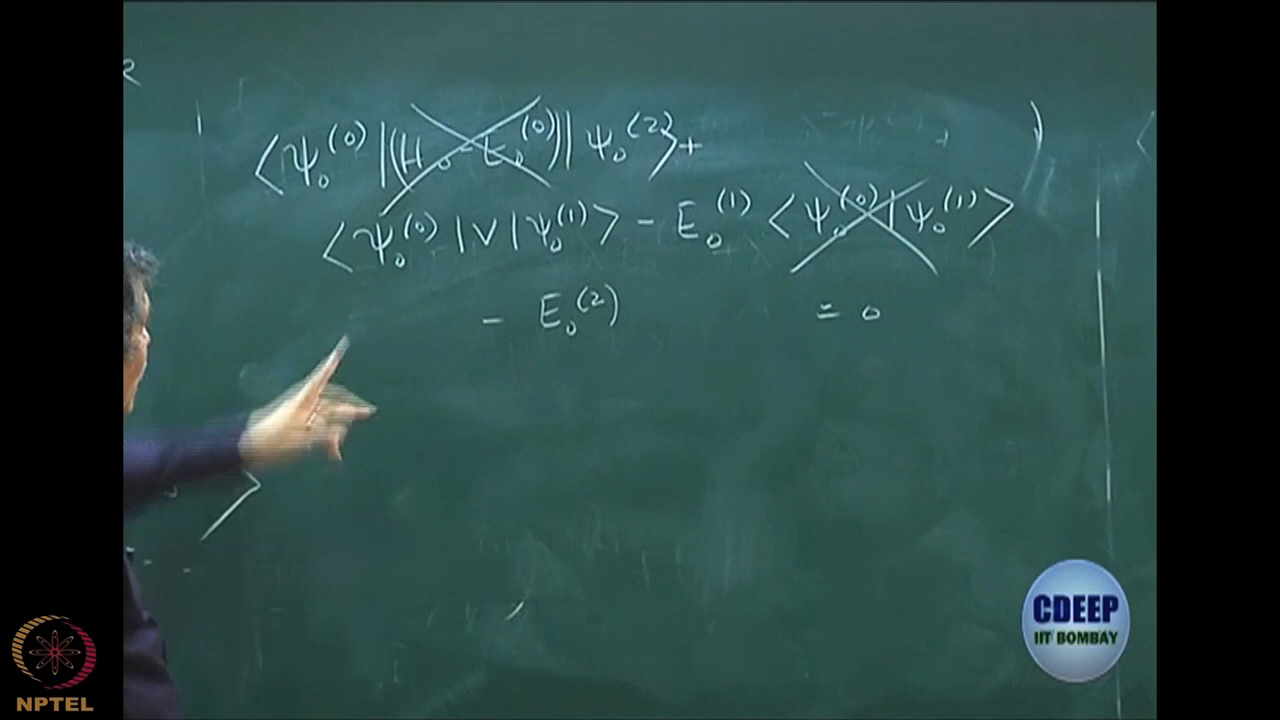 ⟨ψ₀⁽⁰⁾|(H₀ - E₀⁽⁰⁾)|ψ₀⁽²⁾⟩ +
⟨ψ₀⁽⁰⁾|V|ψ₀⁽¹⁾⟩ - E₀⁽¹⁾ ⟨ψ₀⁽⁰⁾|ψ₀⁽¹⁾⟩
- E₀⁽²⁾ = 0
CDEEP
IIT BOMBAY
NPTEL